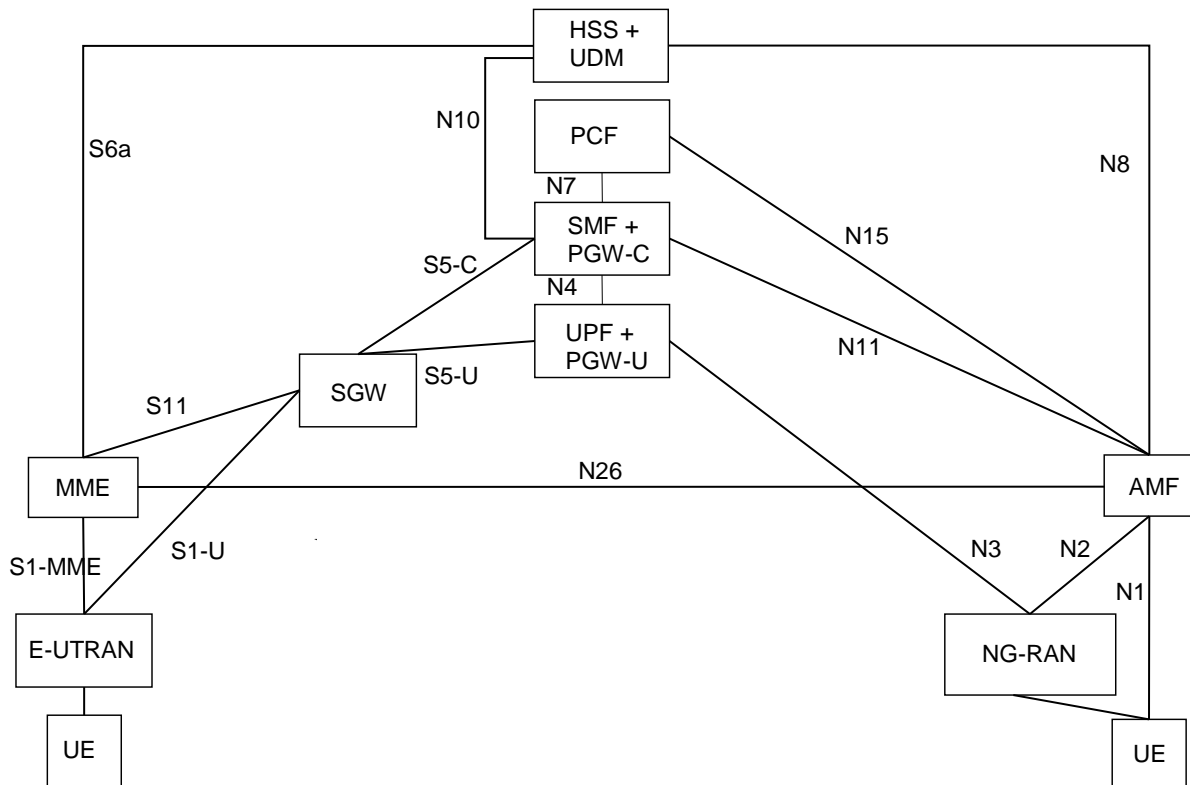 HSS +
UDM
N10
PCF
S6a
N8
N7
SMF +
PGW-C
N15
S5-C
N4
UPF +
PGW-U
N11
S5-U
SGW
S11
N26
MME
AMF
S1-U
N3
N2
S1-MME
N1
E-UTRAN
NG-RAN
UE
UE